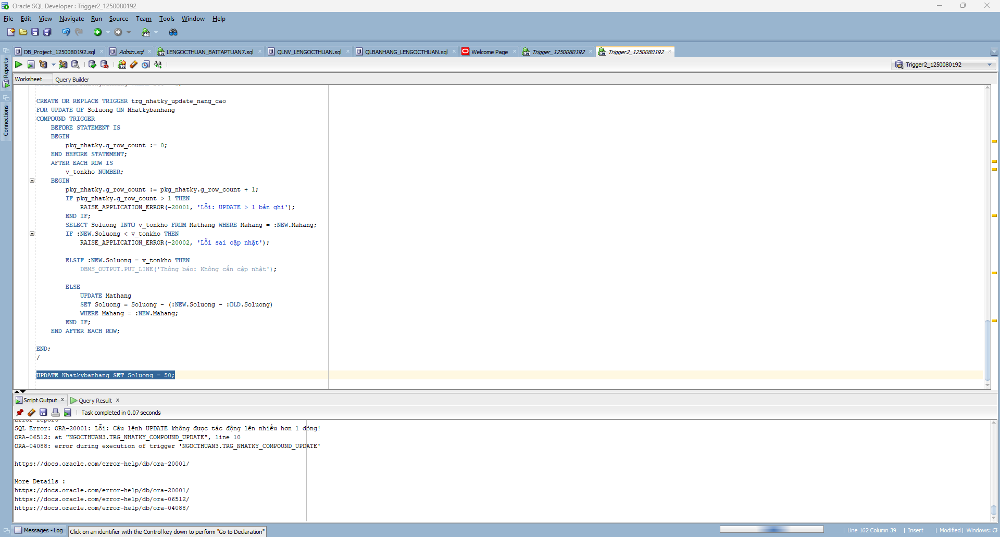 Oracle SQL Developer : Trigger2_1250080192
File Edit View Navigate Run Source Team Tools Window Help
DB_Project_1250080192.sql Admin.sql LENGOCTHUAN_BAITAPTUAN7.sql QLNV_LENGOCTHUAN.sql QLBANHANG_LENGOCTHUAN.sql Welcome Page Trigger_1250080192 Trigger2_1250080192
Reports
Connections
Trigger2_1250080192
Worksheet Query Builder
CREATE OR REPLACE TRIGGER trg_nhatky_update_nang_cao
FOR UPDATE OF Soluong ON Nhatkybanhang
COMPOUND TRIGGER
BEFORE STATEMENT IS
BEGIN
pkg_nhatky.g_row_count := 0;
END BEFORE STATEMENT;
AFTER EACH ROW IS
v_tonkho NUMBER;
BEGIN
pkg_nhatky.g_row_count := pkg_nhatky.g_row_count + 1;
IF pkg_nhatky.g_row_count > 1 THEN
RAISE_APPLICATION_ERROR(-20001, 'Lỗi: UPDATE > 1 bản ghi');
END IF;
SELECT Soluong INTO v_tonkho FROM Mathang WHERE Mahang = :NEW.Mahang;
IF :NEW.Soluong < v_tonkho THEN
RAISE_APPLICATION_ERROR(-20002, 'Lỗi sai cập nhật');
ELSIF :NEW.Soluong = v_tonkho THEN
DBMS_OUTPUT.PUT_LINE('Thông báo: Không cần cập nhật');
ELSE
UPDATE Mathang
SET Soluong = Soluong - (:NEW.Soluong - :OLD.Soluong)
WHERE Mahang = :NEW.Mahang;
END IF;
END AFTER EACH ROW;
END;
/
UPDATE Nhatkybanhang SET Soluong = 50;
Script Output x Query Result x
Task completed in 0.07 seconds
Error report
SQL Error: ORA-20001: Lỗi: Câu lệnh UPDATE không được tác động lên nhiều hơn 1 dòng!
ORA-06512: at "NGOCTHUAN3.TRG_NHATKY_COMPOUND_UPDATE", line 10
ORA-04088: error during execution of trigger 'NGOCTHUAN3.TRG_NHATKY_COMPOUND_UPDATE'
https://docs.oracle.com/error-help/db/ora-20001/
More Details :
https://docs.oracle.com/error-help/db/ora-20001/
https://docs.oracle.com/error-help/db/ora-06512/
https://docs.oracle.com/error-help/db/ora-04088/
Messages - Log Click on an identifier with the Control key down to perform "Go to Declaration" | Line 162 Column 39 | Insert | Modified | Windows: CF